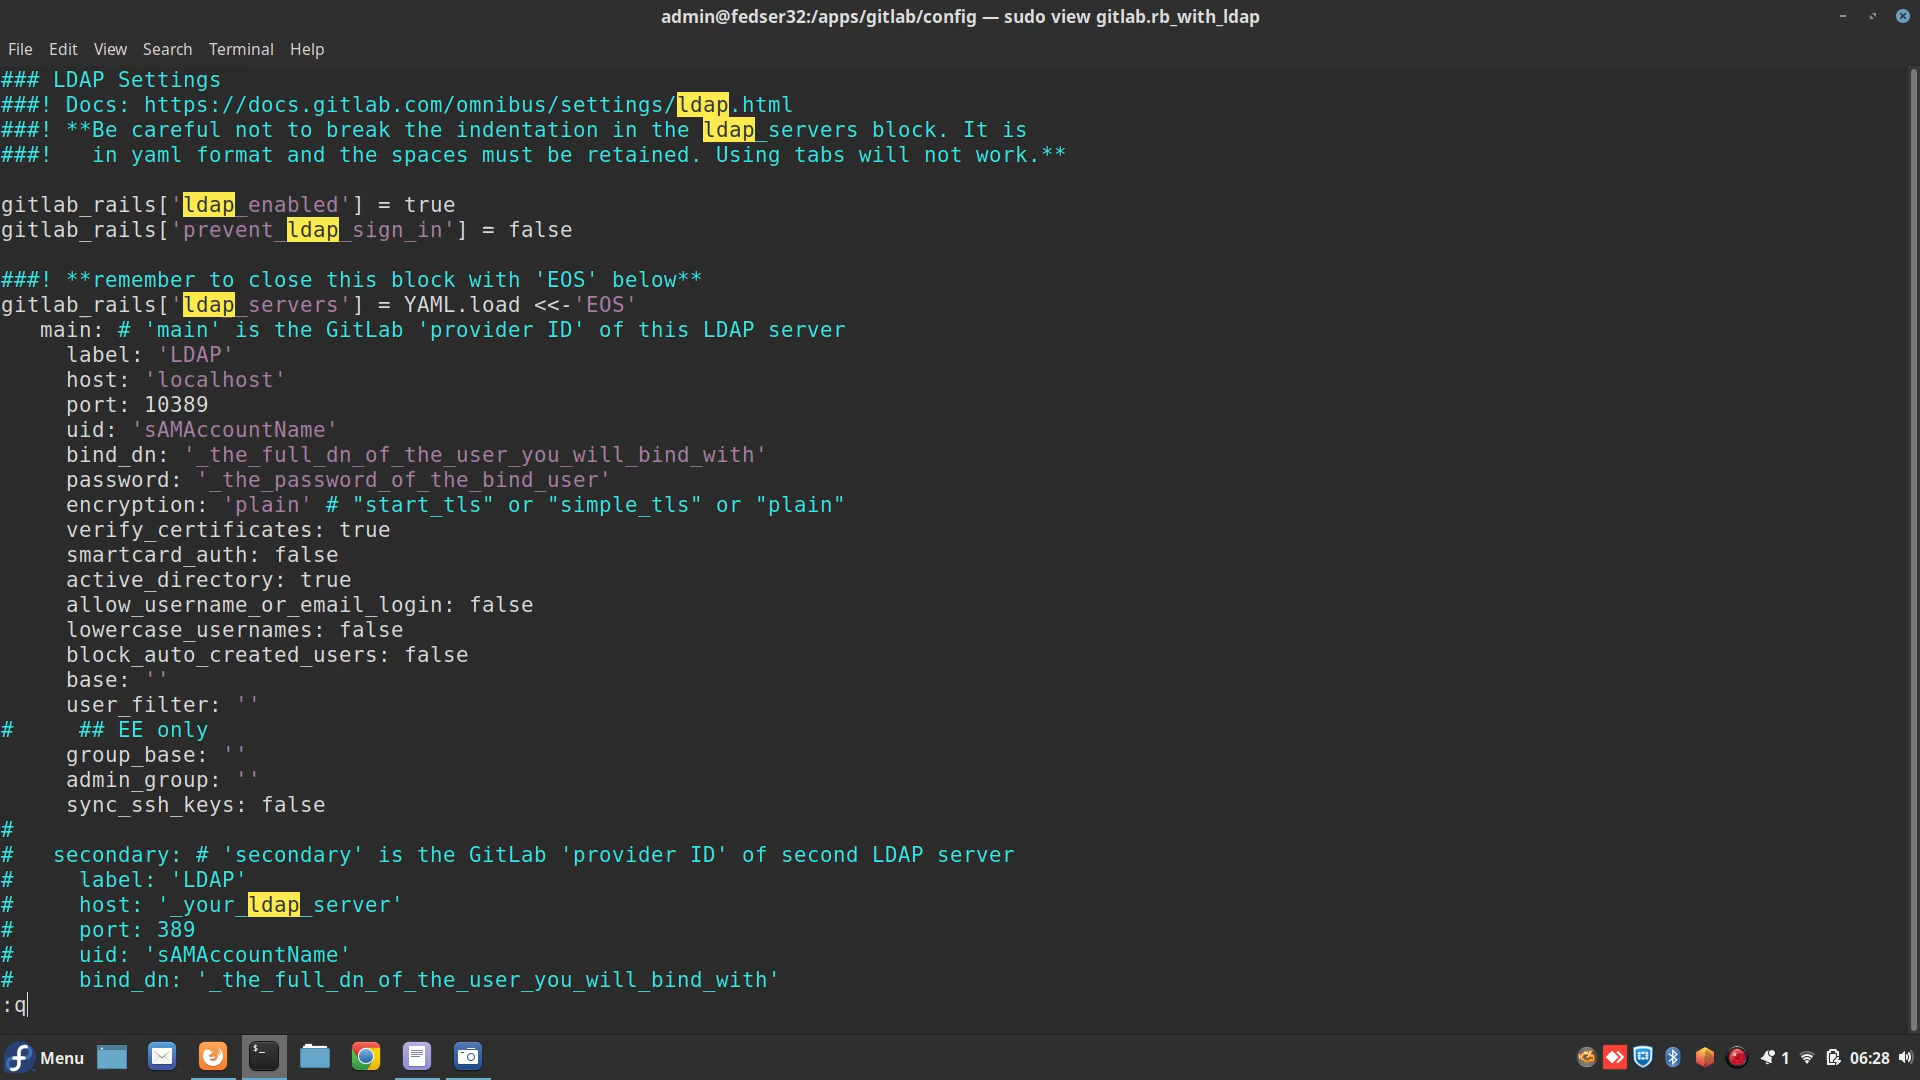 admin@fedser32:/apps/gitlab/config — sudo view gitlab.rb_with_ldap
File Edit View Search Terminal Help
### LDAP Settings
###! Docs: https://docs.gitlab.com/omnibus/settings/ldap.html
###! **Be careful not to break the indentation in the ldap_servers block. It is
###!   in yaml format and the spaces must be retained. Using tabs will not work.**
gitlab_rails['ldap_enabled'] = true
gitlab_rails['prevent_ldap_sign_in'] = false
###! **remember to close this block with 'EOS' below**
gitlab_rails['ldap_servers'] = YAML.load <<-'EOS'
   main: # 'main' is the GitLab 'provider ID' of this LDAP server
     label: 'LDAP'
     host: 'localhost'
     port: 10389
     uid: 'sAMAccountName'
     bind_dn: '_the_full_dn_of_the_user_you_will_bind_with'
     password: '_the_password_of_the_bind_user'
     encryption: 'plain' # "start_tls" or "simple_tls" or "plain"
     verify_certificates: true
     smartcard_auth: false
     active_directory: true
     allow_username_or_email_login: false
     lowercase_usernames: false
     block_auto_created_users: false
     base: ''
     user_filter: ''
#     ## EE only
     group_base: ''
     admin_group: ''
     sync_ssh_keys: false
#
#   secondary: # 'secondary' is the GitLab 'provider ID' of second LDAP server
#     label: 'LDAP'
#     host: '_your_ldap_server'
#     port: 389
#     uid: 'sAMAccountName'
#     bind_dn: '_the_full_dn_of_the_user_you_will_bind_with'
:q
Menu 1 06:28